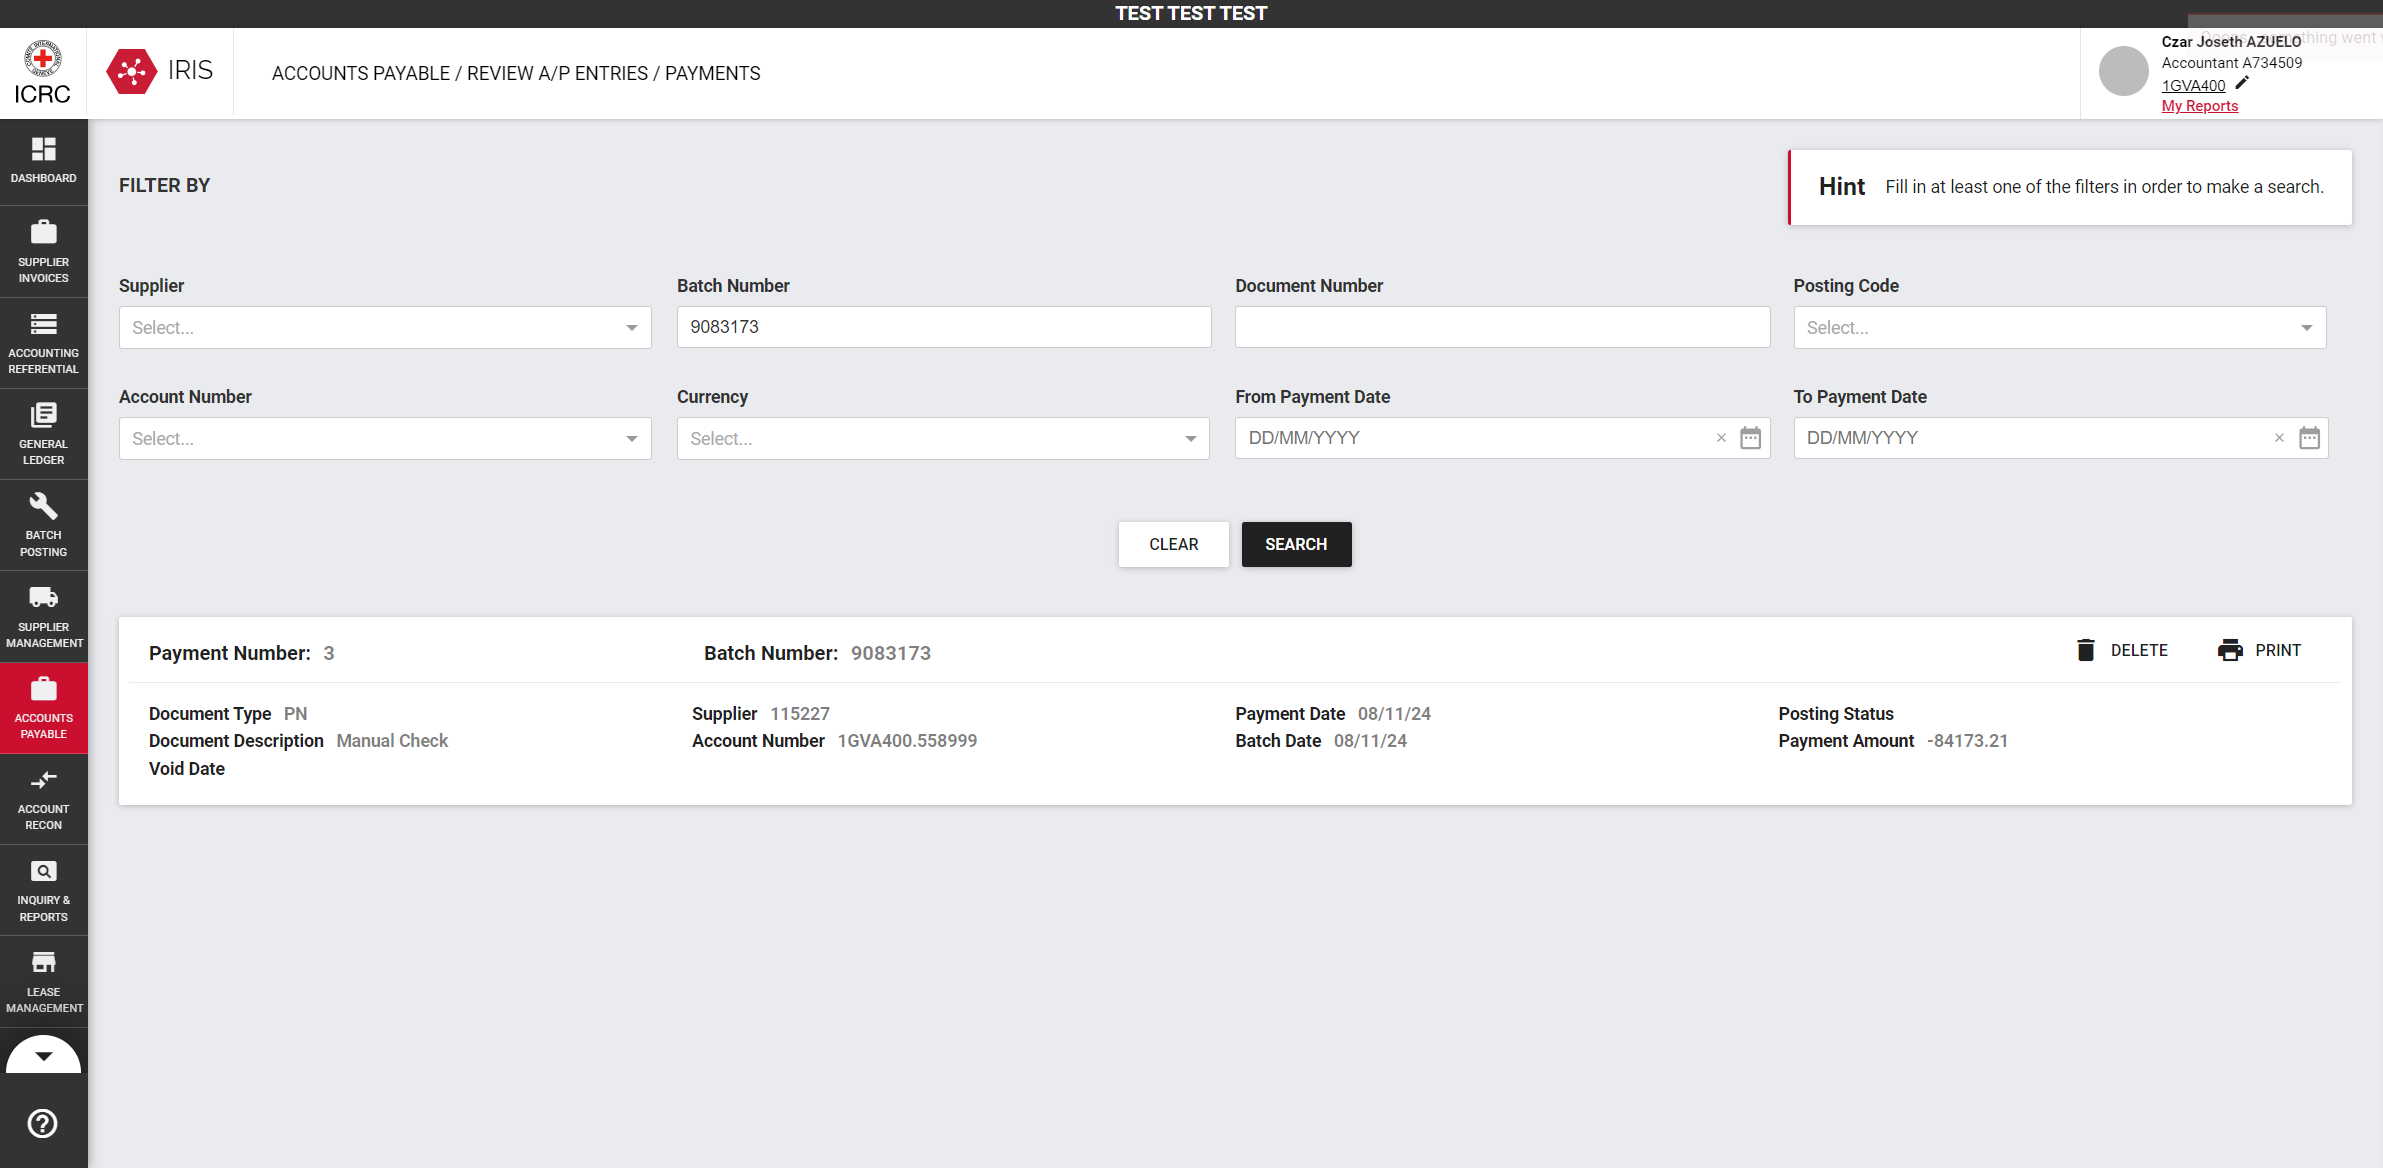 TEST TEST TEST
ICRC
IRIS
ACCOUNTS PAYABLE / REVIEW A/P ENTRIES / PAYMENTS
Czar Joseth AZUELO
something went
Accountant A734509
1GVA400
My Reports
DASHBOARD
SUPPLIER
INVOICES
ACCOUNTING
REFERENTIAL
GENERAL
LEDGER
BATCH
POSTING
SUPPLIER
MANAGEMENT
ACCOUNTS
PAYABLE
ACCOUNT
RECON
INQUIRY &
REPORTS
LEASE
MANAGEMENT
FILTER BY
Hint Fill in at least one of the filters in order to make a search.
Supplier Batch Number Document Number Posting Code
Select... 9083173 Select...
Account Number Currency From Payment Date To Payment Date
Select... Select... DD/MM/YYYY × DD/MM/YYYY ×
CLEAR SEARCH
Payment Number: 3 Batch Number: 9083173 DELETE PRINT
Document Type PN Supplier 115227 Payment Date 08/11/24 Posting Status
Document Description Manual Check Account Number 1GVA400.558999 Batch Date 08/11/24 Payment Amount -84173.21
Void Date